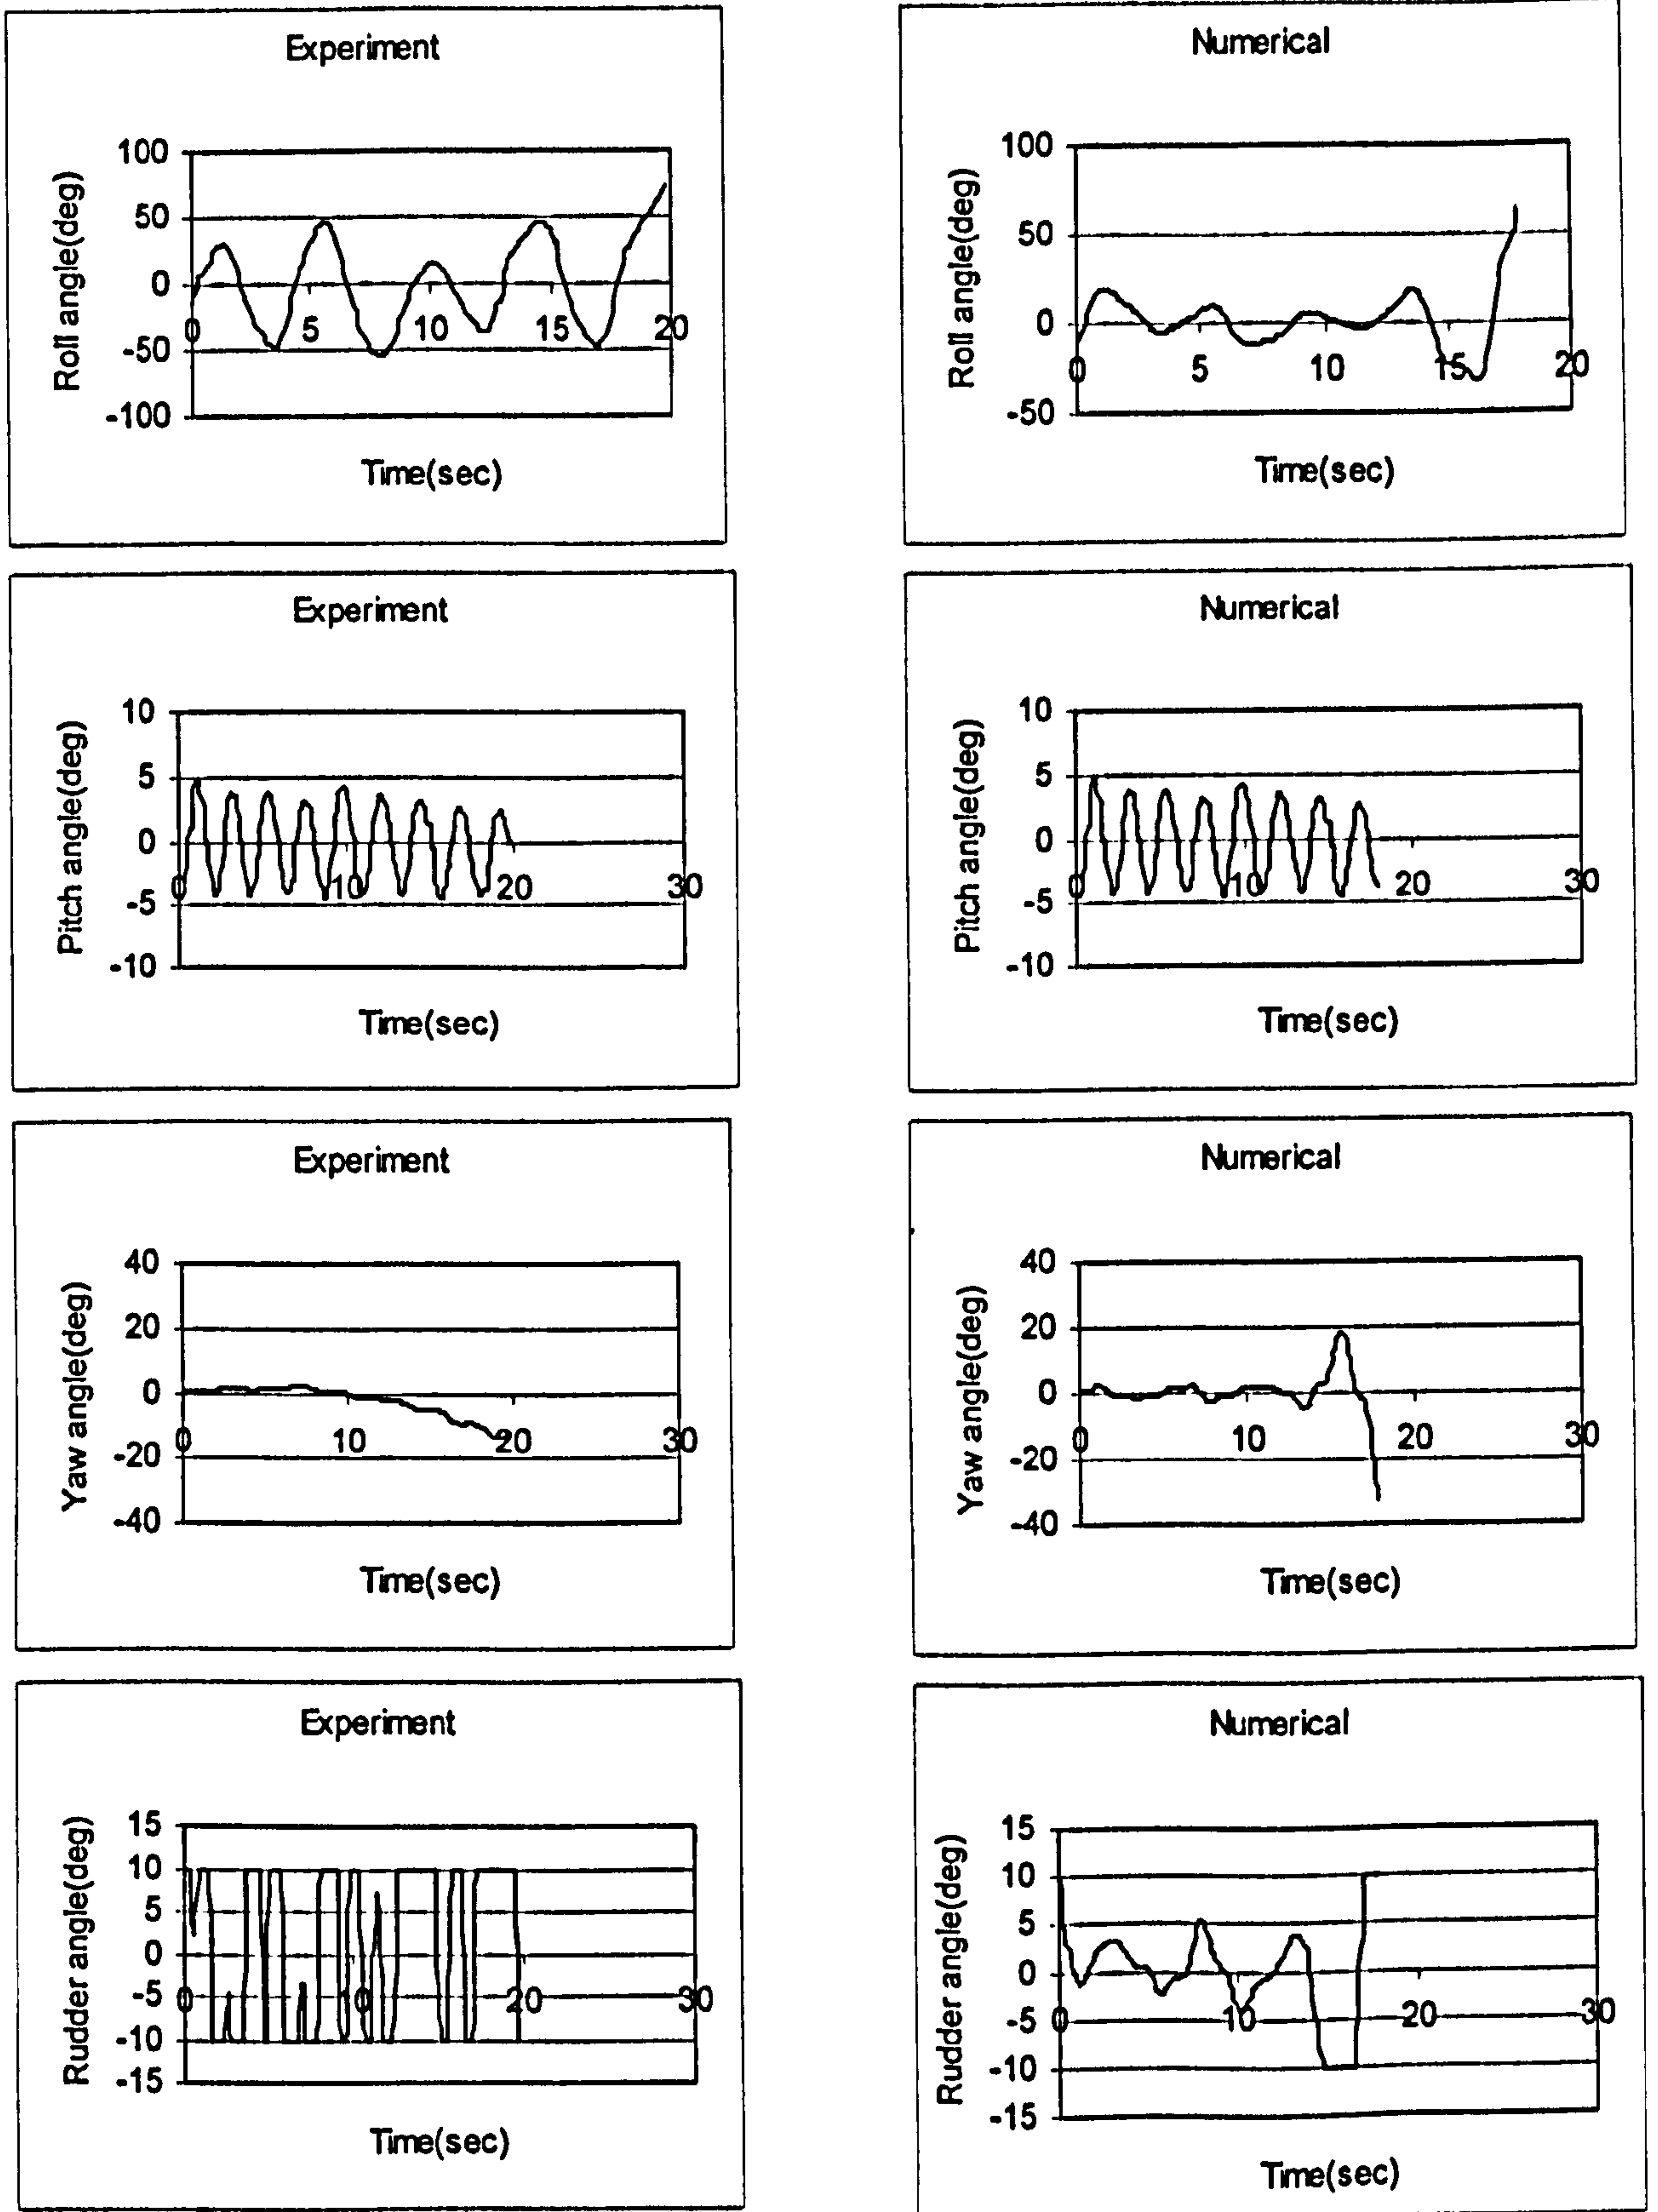 Experiment
Roll angle(deg)
100
50
0
-50
-100
0 5 10 15 20
Time(sec)
Numerical
Roll angle(deg)
100
50
0
-50
0 5 10 15 20
Time(sec)
Experiment
Pitch angle(deg)
10
5
0
-5
-10
0 10 20 30
Time(sec)
Numerical
Pitch angle(deg)
10
5
0
-5
-10
0 10 20 30
Time(sec)
Experiment
Yaw angle(deg)
40
20
0
-20
-40
0 10 20 30
Time(sec)
Numerical
Yaw angle(deg)
40
20
0
-20
-40
0 10 20 30
Time(sec)
Experiment
Rudder angle(deg)
15
10
5
0
-5
-10
-15
0 10 20 30
Time(sec)
Numerical
Rudder angle(deg)
15
10
5
0
-5
-10
-15
0 10 20 30
Time(sec)